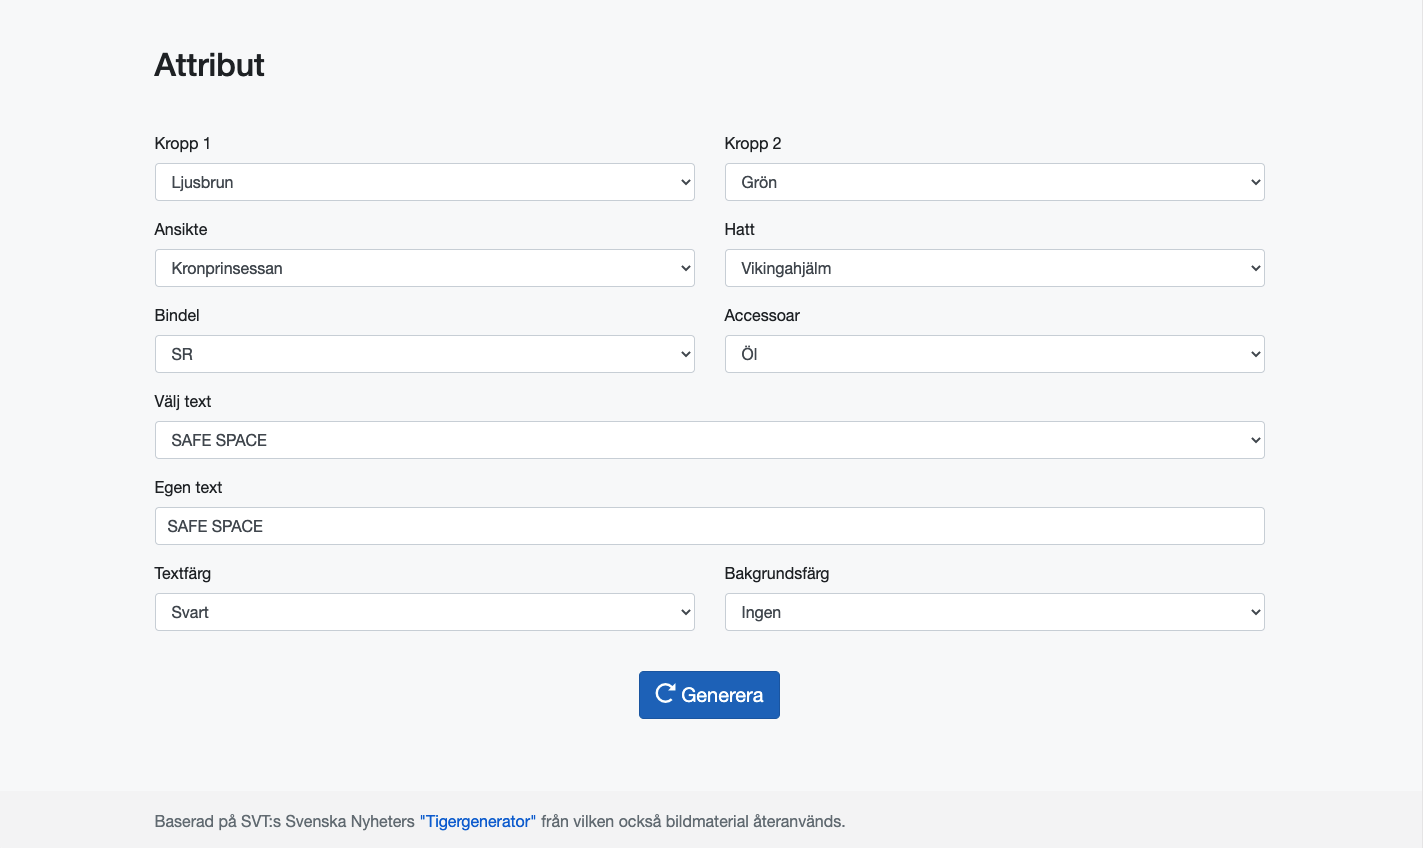 Attribut
Kropp 1
Kropp 2
Ljusbrun
Grön
Ansikte
Hatt
Kronprinsessan
Vikingahjälm
Bindel
Accessoar
SR
Öl
Välj text
SAFE SPACE
Egen text
SAFE SPACE
Textfärg
Bakgrundsfärg
Svart
Ingen
Generera
Baserad på SVT:s Svenska Nyheters "Tigergenerator" från vilken också bildmaterial återanvänds.